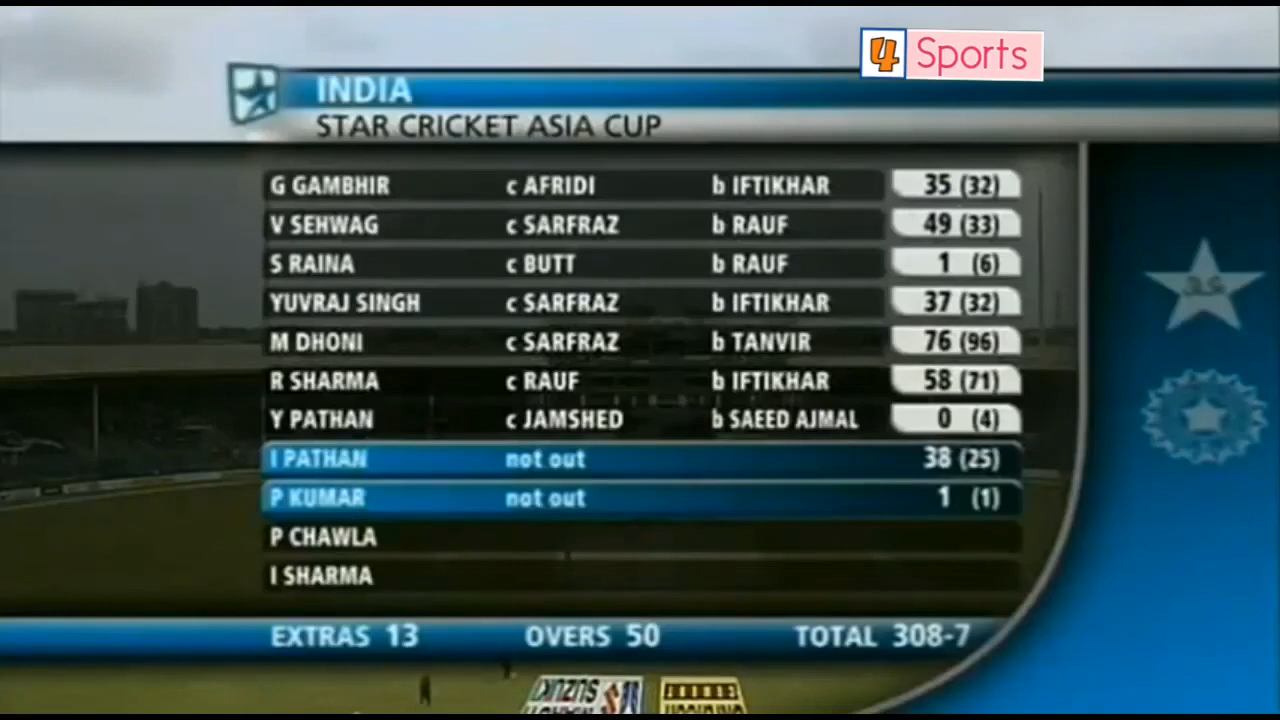 4 Sports
INDIA
STAR CRICKET ASIA CUP
G GAMBHIR c AFRIDI b IFTIKHAR 35 (32)
V SEHWAG c SARFRAZ b RAUF 49 (33)
S RAINA c BUTT b RAUF 1 (6)
YUVRAJ SINGH c SARFRAZ b IFTIKHAR 37 (32)
M DHONI c SARFRAZ b TANVIR 76 (96)
R SHARMA c RAUF b IFTIKHAR 58 (71)
Y PATHAN c JAMSHED b SAEED AJMAL 0 (4)
I PATHAN not out 38 (25)
P KUMAR not out 1 (1)
P CHAWLA
I SHARMA
EXTRAS 13 OVERS 50 TOTAL 308-7